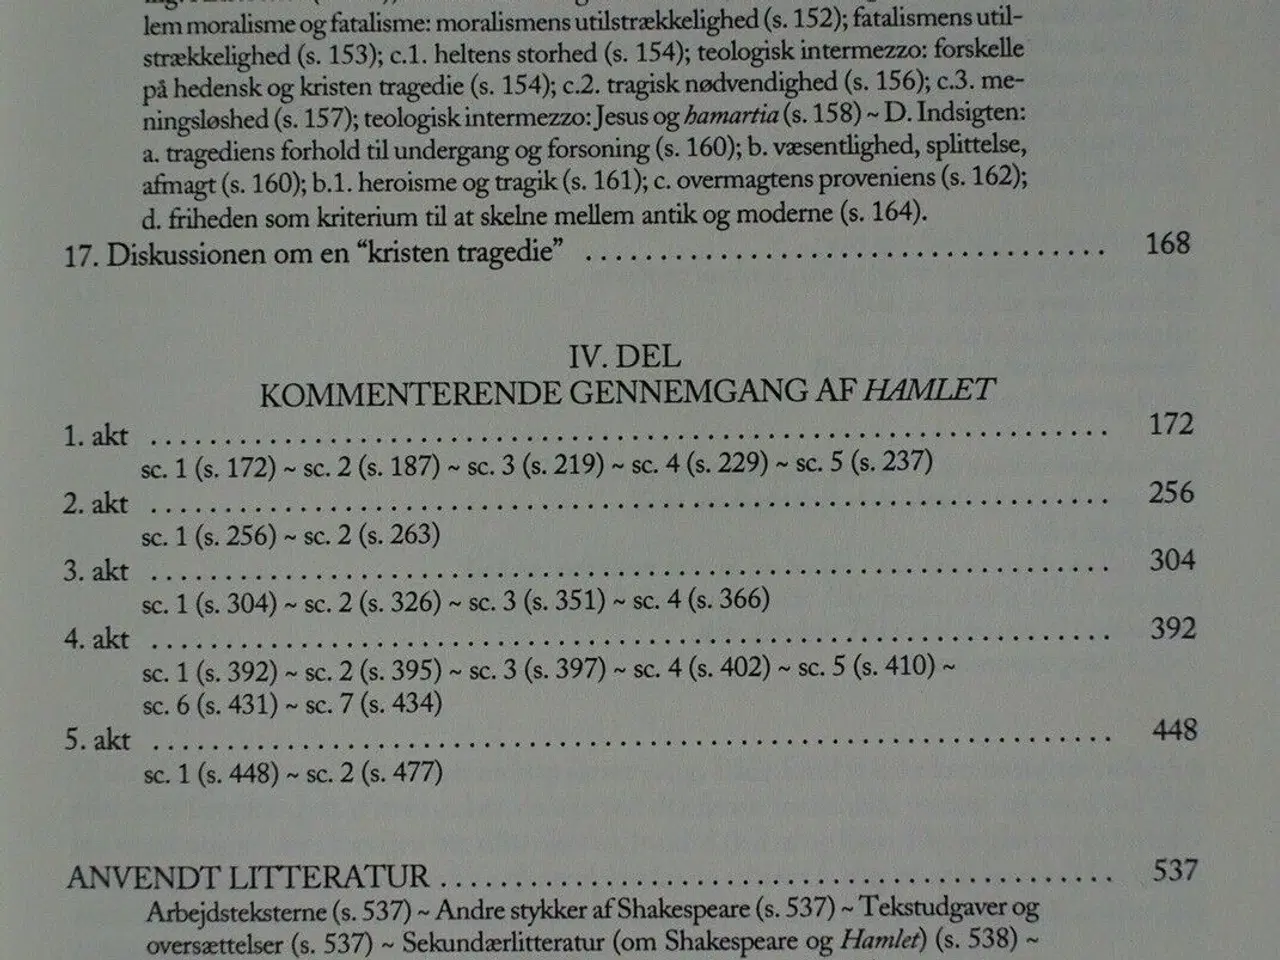 lem moralisme og fatalisme: moralismens utilstrækkelighed (s. 152); fatalismens util-
strækkelighed (s. 153); c.1. heltens storhed (s. 154); teologisk intermezzo: forskelle
på hedensk og kristen tragedie (s. 154); c.2. tragisk nødvendighed (s. 156); c.3. me-
ningsløshed (s. 157); teologisk intermezzo: Jesus og hamartia (s. 158) ~ D. Indsigten:
a. tragediens forhold til undergang og forsoning (s. 160); b. væsentlighed, splittelse,
afmagt (s. 160); b.1. heroisme og tragik (s. 161); c. overmagtens proveniens (s. 162);
d. friheden som kriterium til at skelne mellem antik og moderne (s. 164).
17. Diskussionen om en “kristen tragedie” .................................. 168
IV. DEL
KOMMENTERENDE GENNEMGANG AF HAMLET
1. akt ................................................................ 172
sc. 1 (s. 172) ~ sc. 2 (s. 187) ~ sc. 3 (s. 219) ~ sc. 4 (s. 229) ~ sc. 5 (s. 237)
2. akt ................................................................ 256
sc. 1 (s. 256) ~ sc. 2 (s. 263)
3. akt ................................................................ 304
sc. 1 (s. 304) ~ sc. 2 (s. 326) ~ sc. 3 (s. 351) ~ sc. 4 (s. 366)
4. akt ................................................................ 392
sc. 1 (s. 392) ~ sc. 2 (s. 395) ~ sc. 3 (s. 397) ~ sc. 4 (s. 402) ~ sc. 5 (s. 410) ~
sc. 6 (s. 431) ~ sc. 7 (s. 434)
5. akt ................................................................ 448
sc. 1 (s. 448) ~ sc. 2 (s. 477)
ANVENDT LITTERATUR ............................................. 537
Arbejdsteksterne (s. 537) ~ Andre stykker af Shakespeare (s. 537) ~ Tekstudgaver og
oversættelser (s. 537) ~ Sekundærlitteratur (om Shakespeare og Hamlet) (s. 538) ~